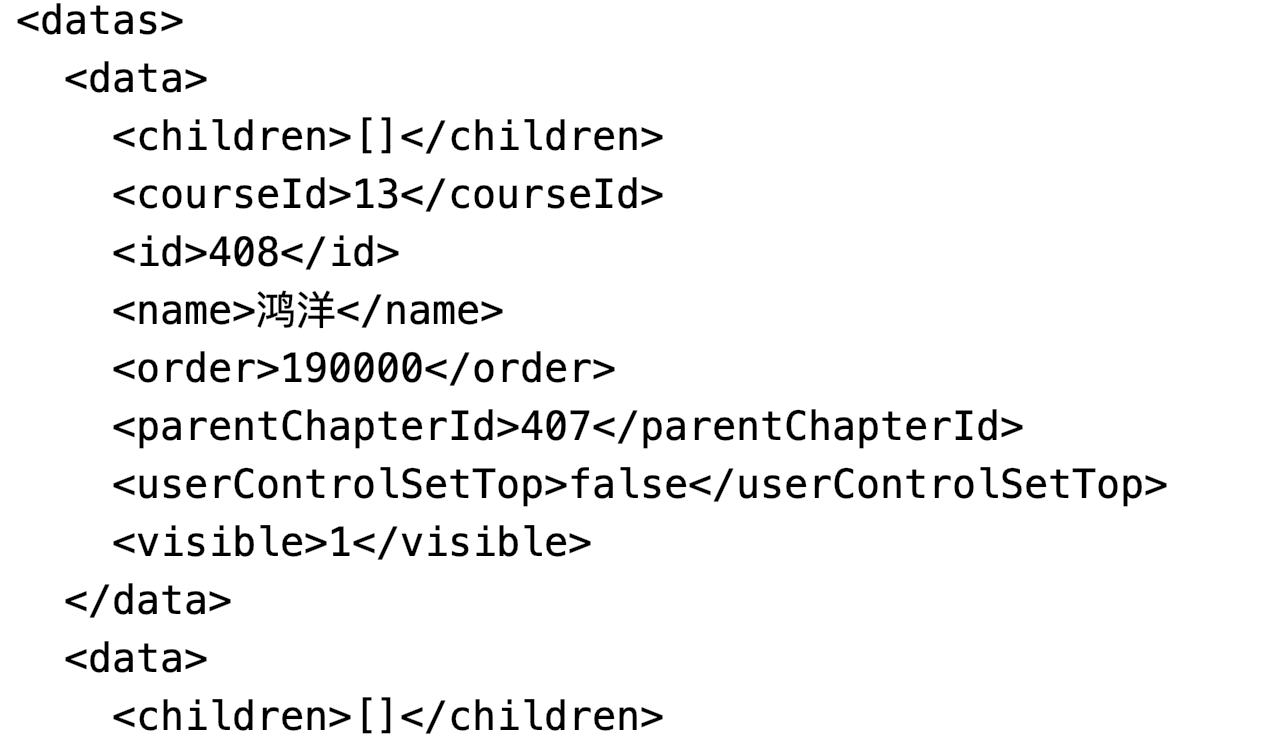 <datas>
<data>
<children>[]</children>
<courseId>13</courseId>
<id>408</id>
<name>鸿洋</name>
<order>190000</order>
<parentChapterId>407</parentChapterId>
<userControlSetTop>false</userControlSetTop>
<visible>1</visible>
</data>
<data>
<children>[]</children>